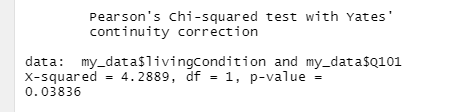 Pearson's Chi-squared test with Yates'
continuity correction
data:  my_data$livingCondition and my_data$Q101
X-squared = 4.2889, df = 1, p-value =
0.03836